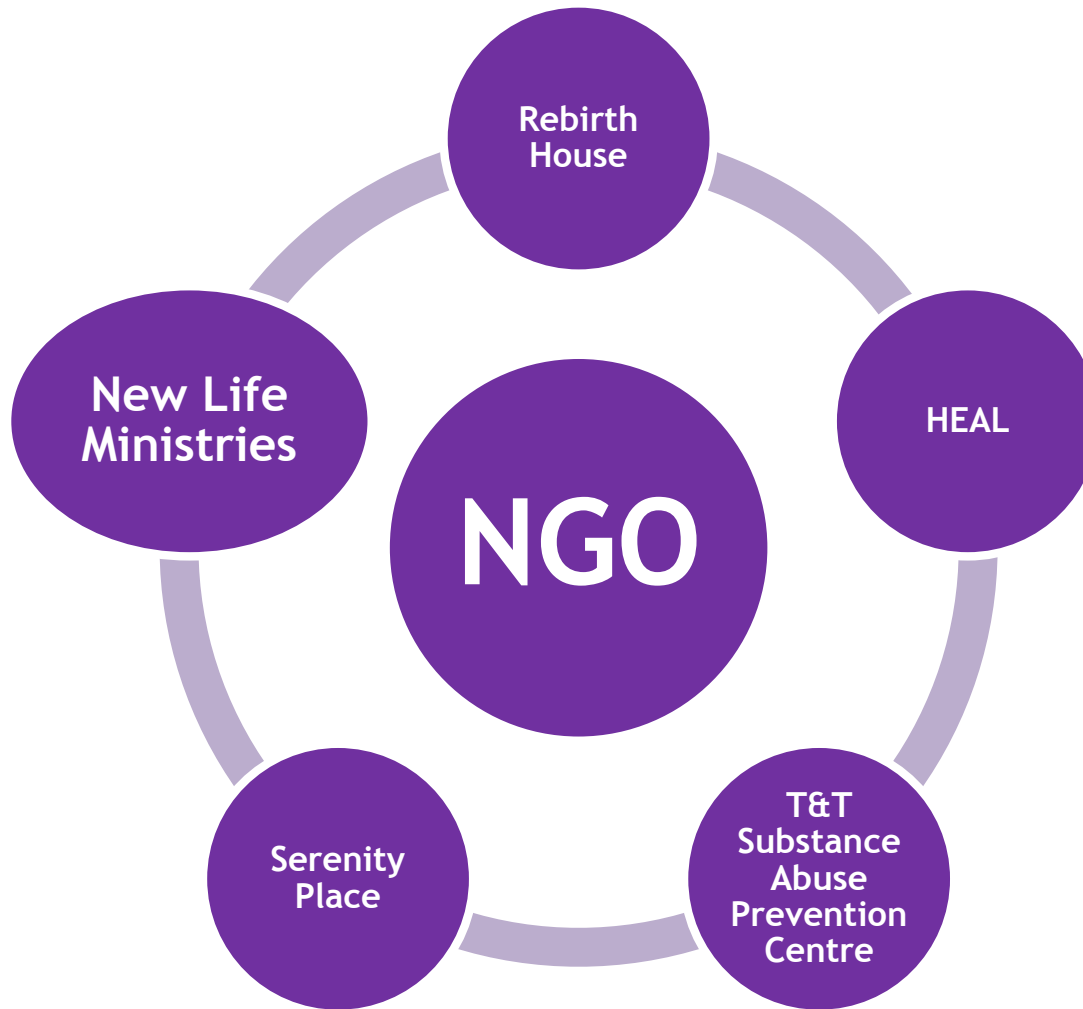 Rebirth
House
HEAL
T&T
Substance
Abuse
Prevention
Centre
Serenity
Place
New Life
Ministries
NGO